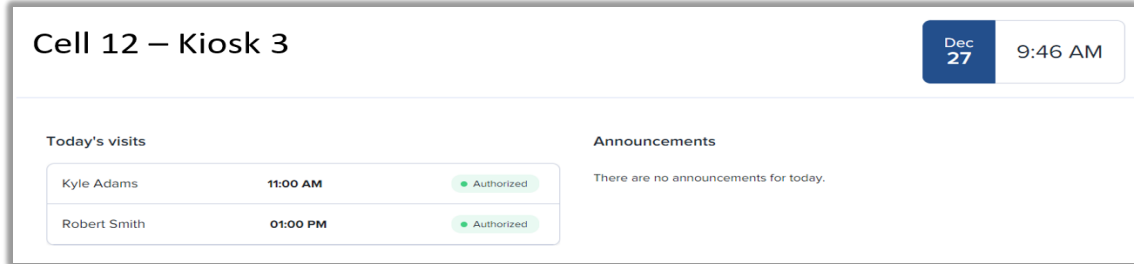 Cell 12 – Kiosk 3
Dec
27
9:46 AM
Today's visits
Kyle Adams 11:00 AM Authorized
Robert Smith 01:00 PM Authorized
Announcements
There are no announcements for today.